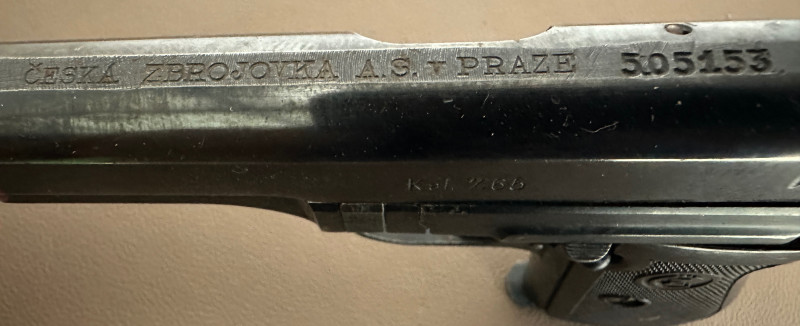 ČESKÁ ZBROJOVKA A.S. v PRAZE 505153
Kal. 7.65